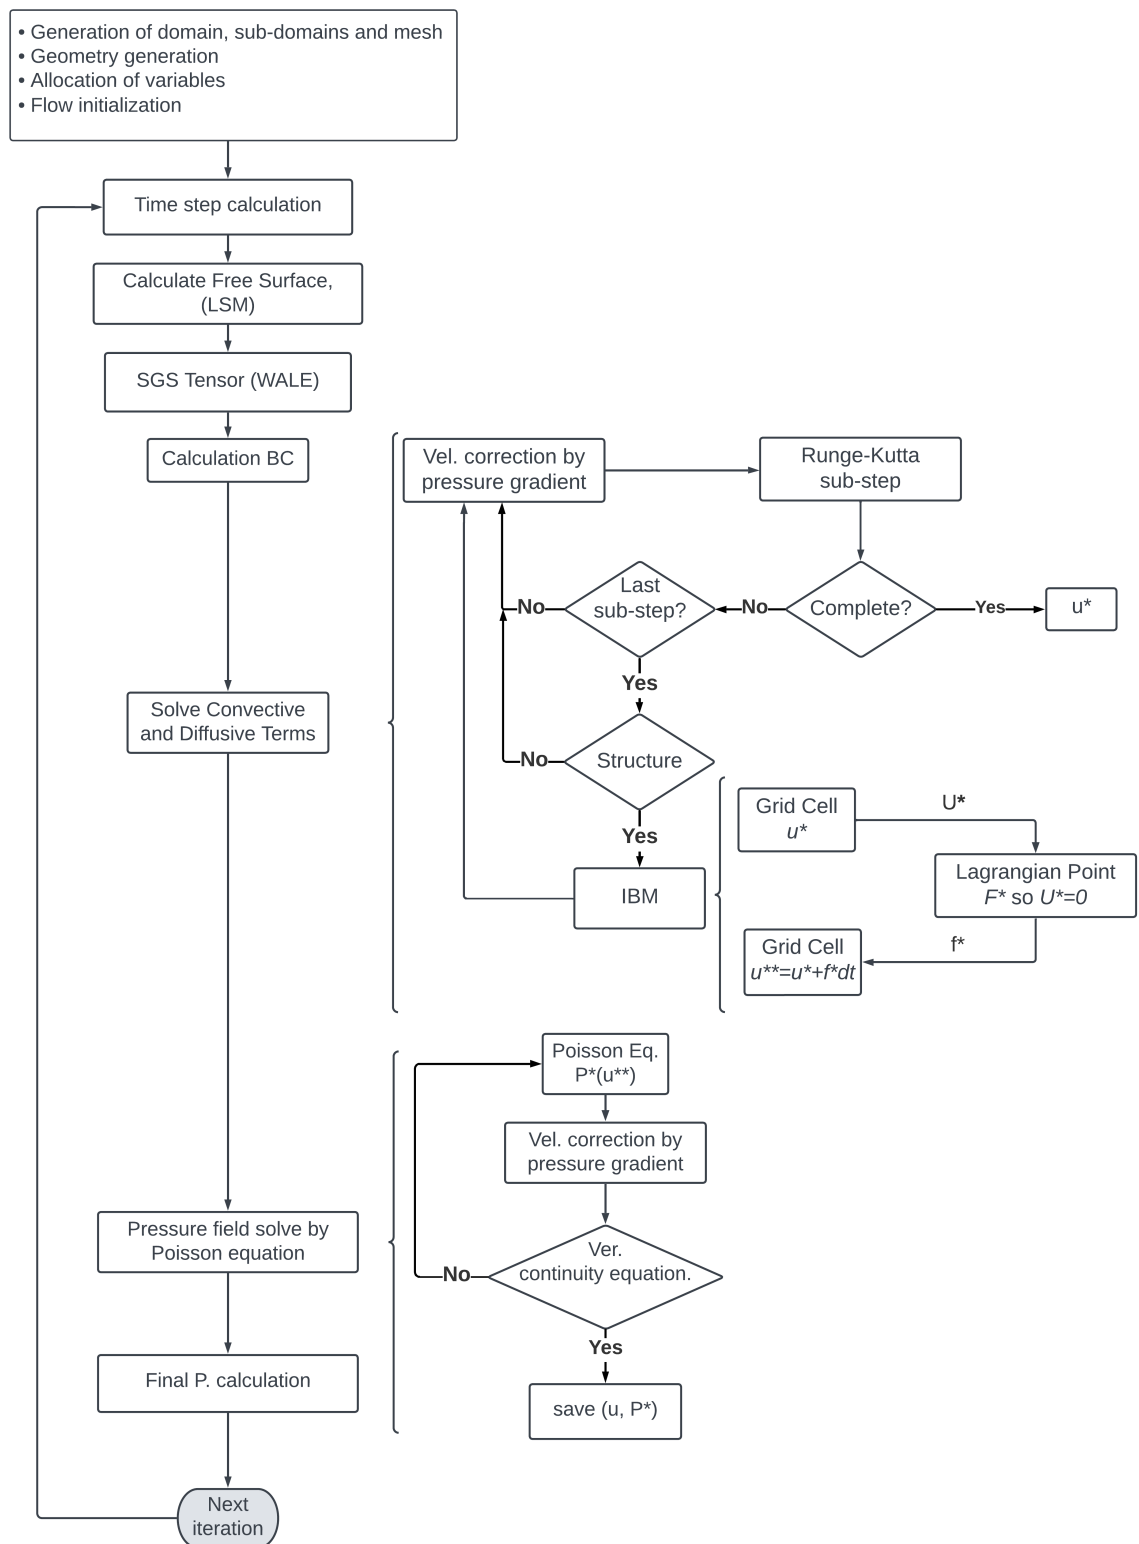 • Generation of domain, sub-domains and mesh
• Geometry generation
• Allocation of variables
• Flow initialization
Time step calculation
Calculate Free Surface,
(LSM)
SGS Tensor (WALE)
Calculation BC
Solve Convective
and Diffusive Terms
Pressure field solve by
Poisson equation
Final P. calculation
Next
iteration
Vel. correction by
pressure gradient
Runge-Kutta
sub-step
Complete?
Yes
u*
No
Last
sub-step?
No
Yes
Structure
No
Yes
IBM
Grid Cell
u*
U*
Lagrangian Point
F* so U*=0
f*
Grid Cell
u**=u*+f*dt
Poisson Eq.
P*(u**)
Vel. correction by
pressure gradient
Ver.
continuity equation.
No
Yes
save (u, P*)